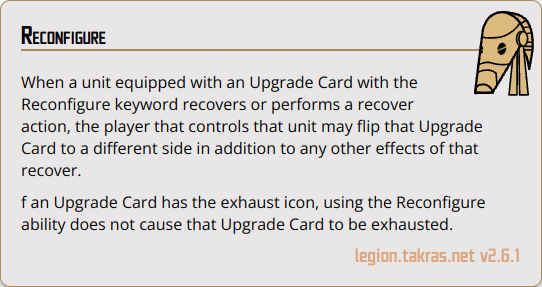 Reconfigure
When a unit equipped with an Upgrade Card with the
Reconfigure keyword recovers or performs a recover
action, the player that controls that unit may flip that Upgrade
Card to a different side in addition to any other effects of that
recover.
f an Upgrade Card has the exhaust icon, using the Reconfigure
ability does not cause that Upgrade Card to be exhausted.
legion.takras.net v2.6.1